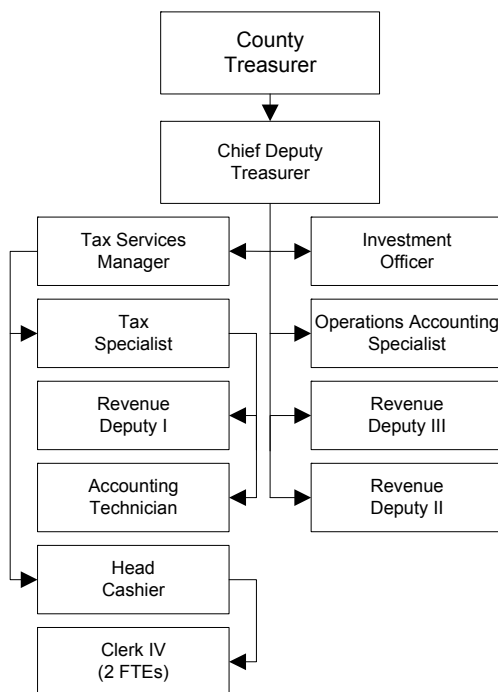 County
Treasurer
Chief Deputy
Treasurer
Tax Services
Manager
Investment
Officer
Tax
Specialist
Operations Accounting
Specialist
Revenue
Deputy I
Revenue
Deputy III
Accounting
Technician
Revenue
Deputy II
Head
Cashier
Clerk IV
(2 FTEs)